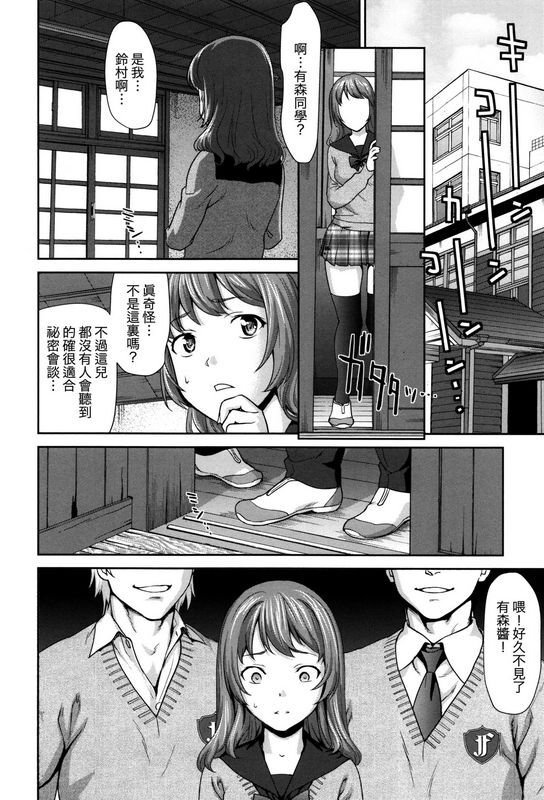 キーンコーンカーンコーン
啊…有森同學？
ガタタタ
是我…
鈴村啊…
眞奇怪…
不是這裏嗎？
不過這兒
都沒有人會聽到
的確很適合
祕密會談…
喂！好久不見了
有森醬！